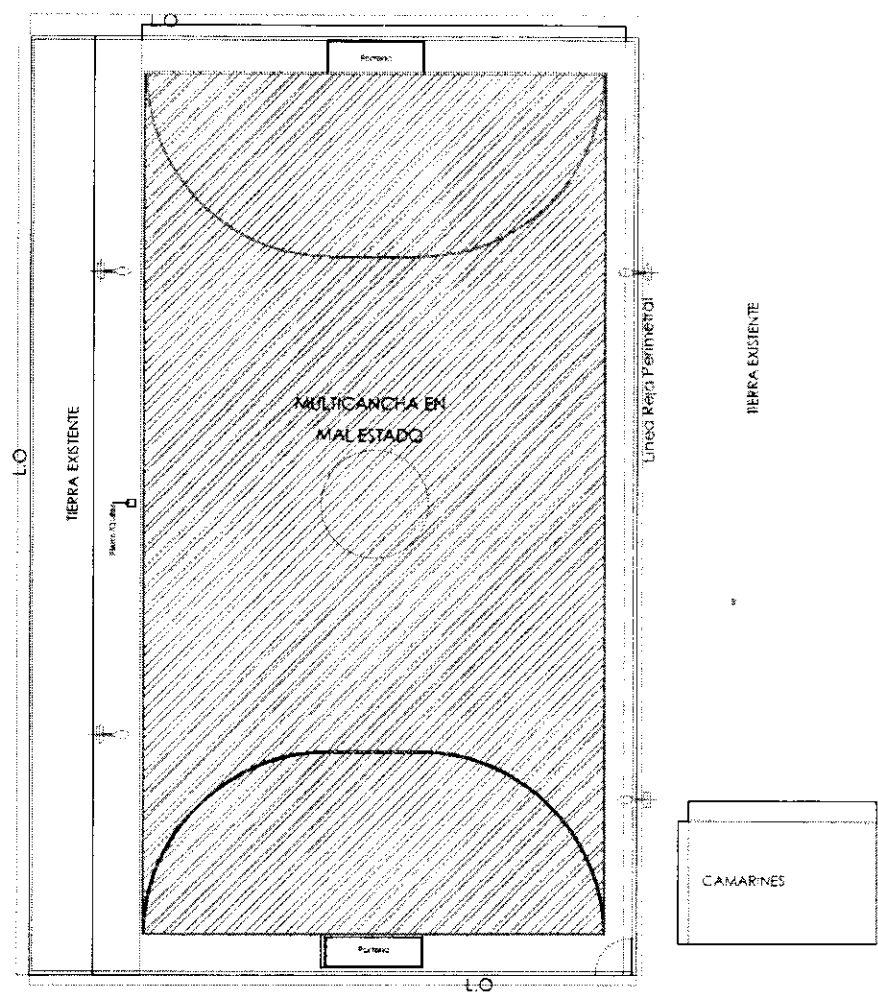 L.O
Porteria
MULTICANCHA EN
MAL ESTADO
TIERRA EXISTENTE
L.O
Linea Reja Perimetral
TIERRA EXISTENTE
CAMARINES
Porteria
L.O